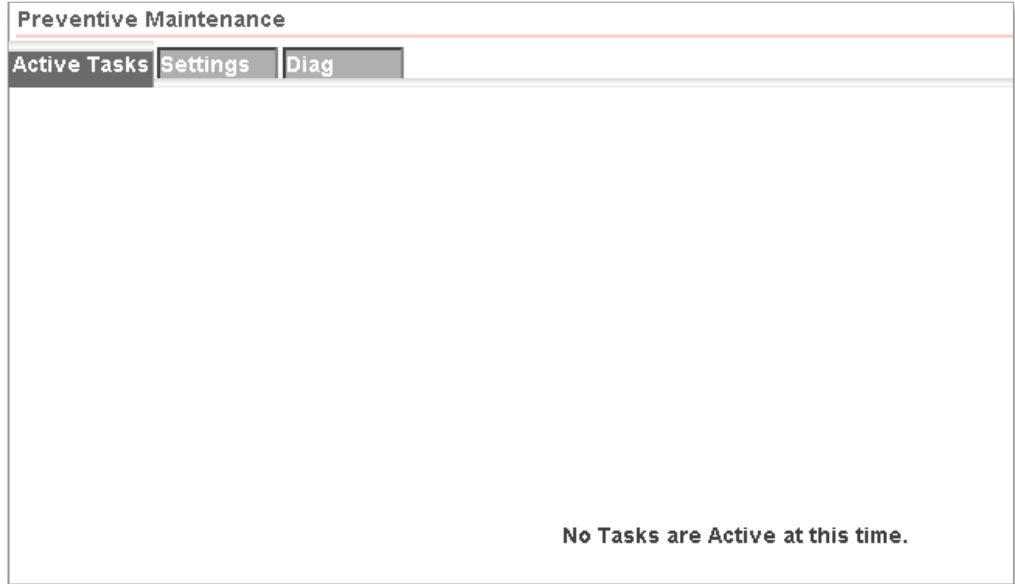 Preventive Maintenance
Active Tasks Settings Diag
No Tasks are Active at this time.